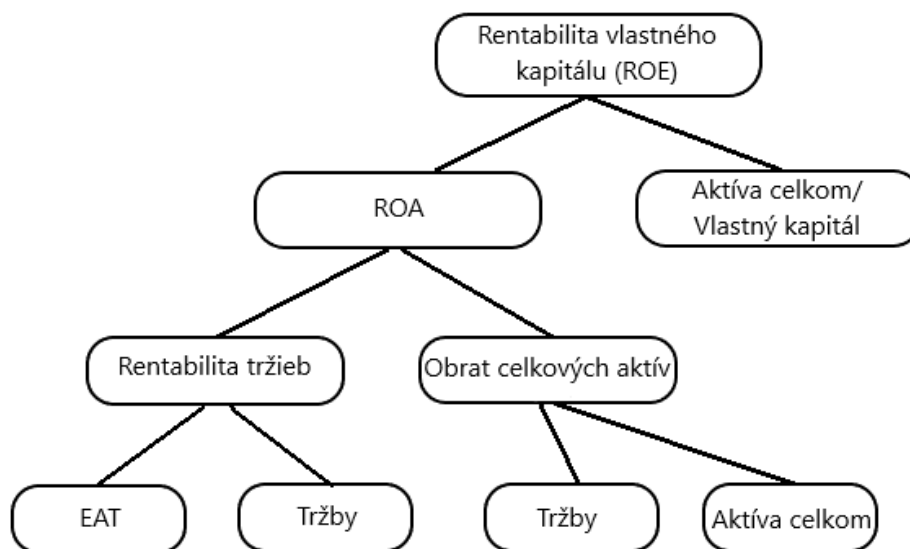 Rentabilita vlastného
kapitálu (ROE)
ROA
Aktíva celkom/
Vlastný kapitál
Rentabilita tržieb
Obrat celkových aktív
EAT
Tržby
Tržby
Aktíva celkom